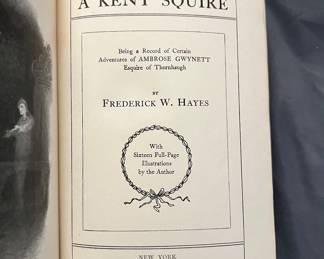 A KENT SQUIRE
Being a Record of Certain
Adventures of AMBROSE GWYNETT
Esquire of Thornhaugh
BY
FREDERICK W. HAYES
With
Sixteen Full-Page
Illustrations
by the Author
NEW YORK